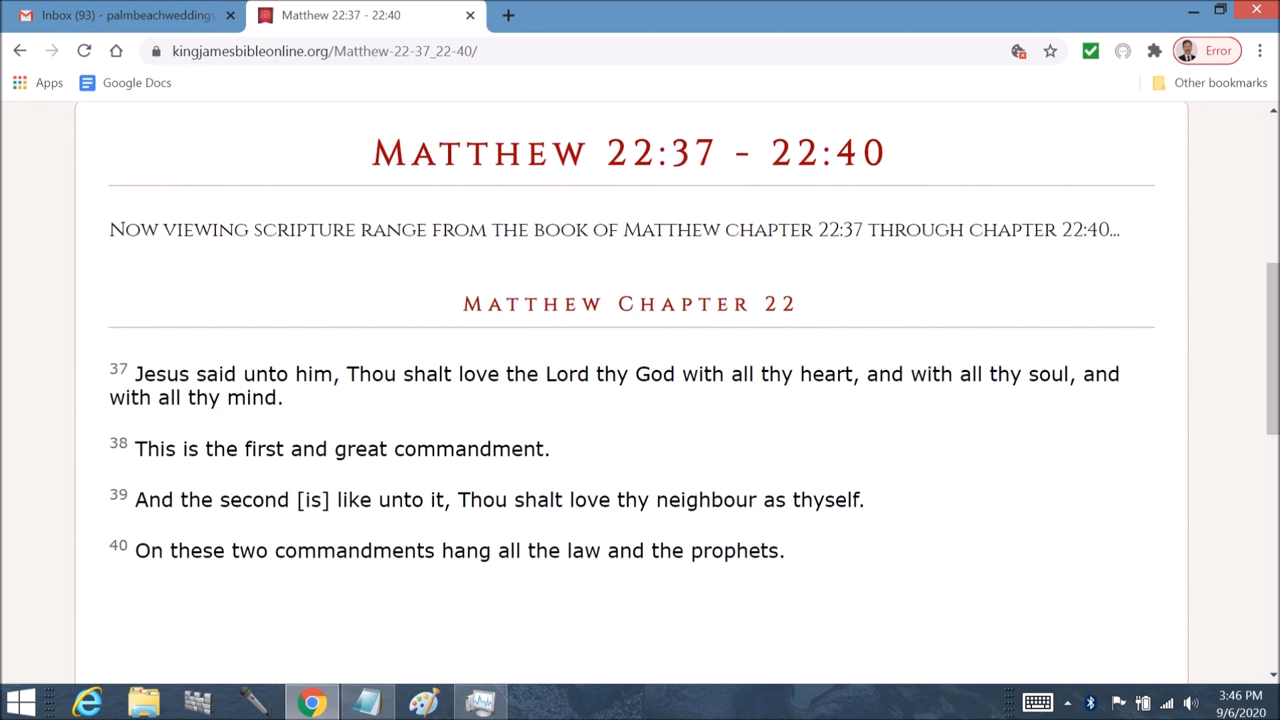 Inbox (93) - palmbeachweddings
Matthew 22:37 - 22:40
kingjamesbibleonline.org/Matthew-22-37_22-40/
Error
Apps
Google Docs
Other bookmarks
Matthew 22:37 - 22:40
Now viewing scripture range from the book of Matthew chapter 22:37 through chapter 22:40...
Matthew Chapter 22
37 Jesus said unto him, Thou shalt love the Lord thy God with all thy heart, and with all thy soul, and
with all thy mind.
38 This is the first and great commandment.
39 And the second [is] like unto it, Thou shalt love thy neighbour as thyself.
40 On these two commandments hang all the law and the prophets.
3:46 PM
9/6/2020